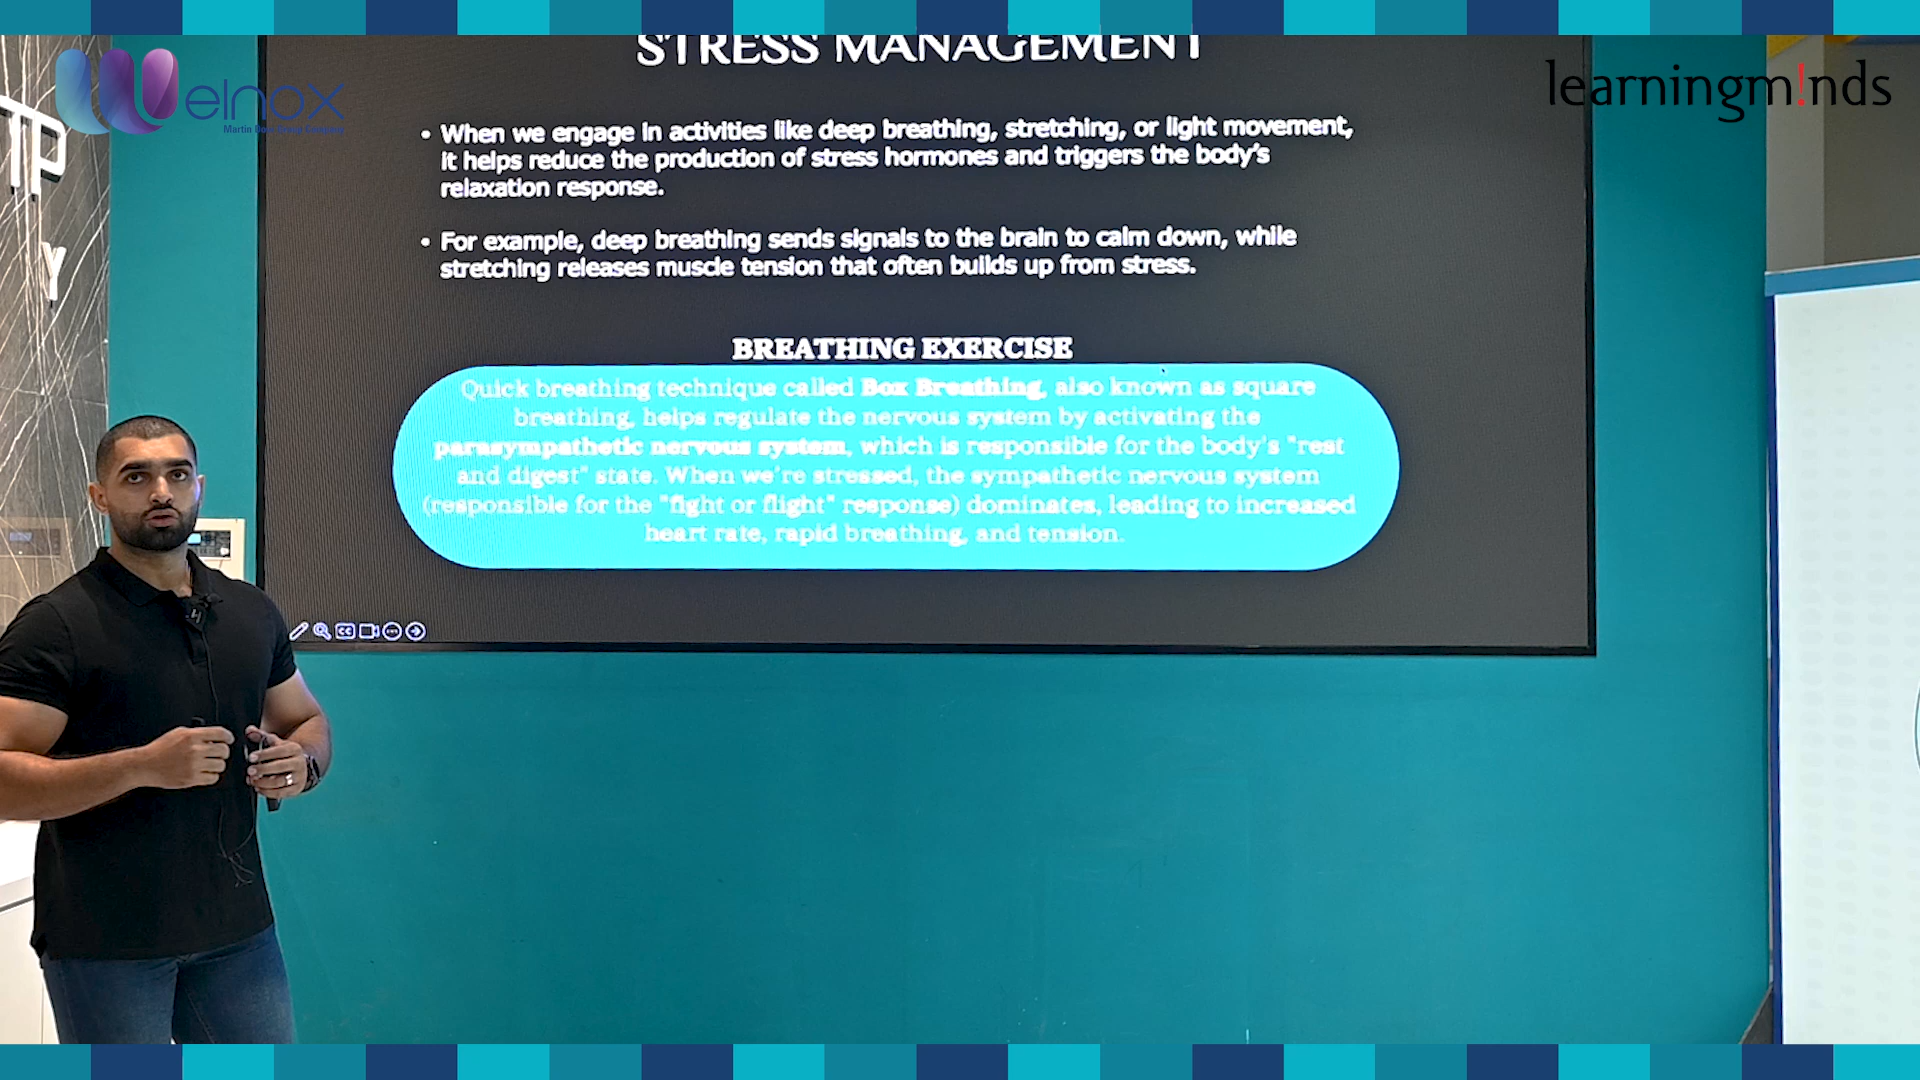 STRESS MANAGEMENT
welnox
learningm!nds
TP
Y
• When we engage in activities like deep breathing, stretching, or light movement,
it helps reduce the production of stress hormones and triggers the body's
relaxation response.
• For example, deep breathing sends signals to the brain to calm down, while
stretching releases muscle tension that often builds up from stress.
BREATHING EXERCISE
Quick breathing technique called Box Breathing, also known as square
breathing, helps regulate the nervous system by activating the
parasympathetic nervous system, which is responsible for the body's "rest
and digest" state. When we're stressed, the sympathetic nervous system
(responsible for the "fight or flight" response) dominates, leading to increased
heart rate, rapid breathing, and tension.
CC